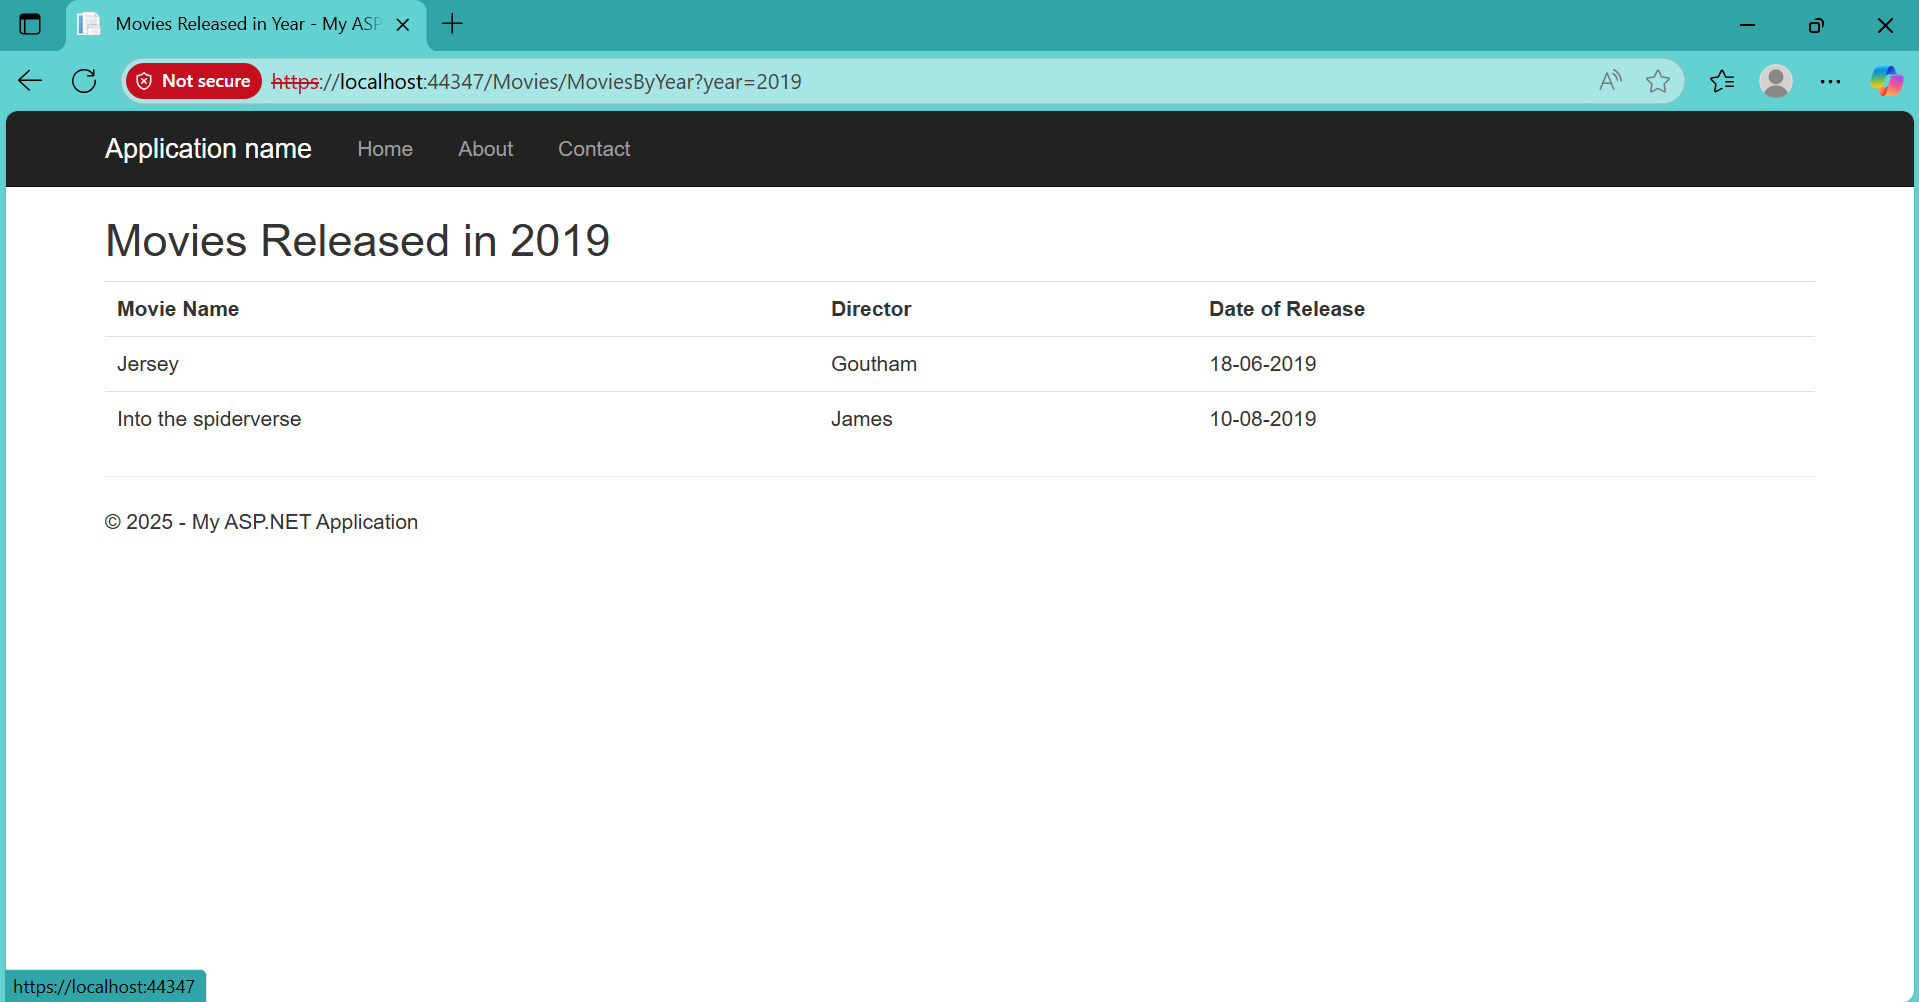 Movies Released in Year - My ASP
Not secure https://localhost:44347/Movies/MoviesByYear?year=2019
Application name Home About Contact
Movies Released in 2019
Movie Name Director Date of Release
Jersey Goutham 18-06-2019
Into the spiderverse James 10-08-2019
© 2025 - My ASP.NET Application
https://localhost:44347